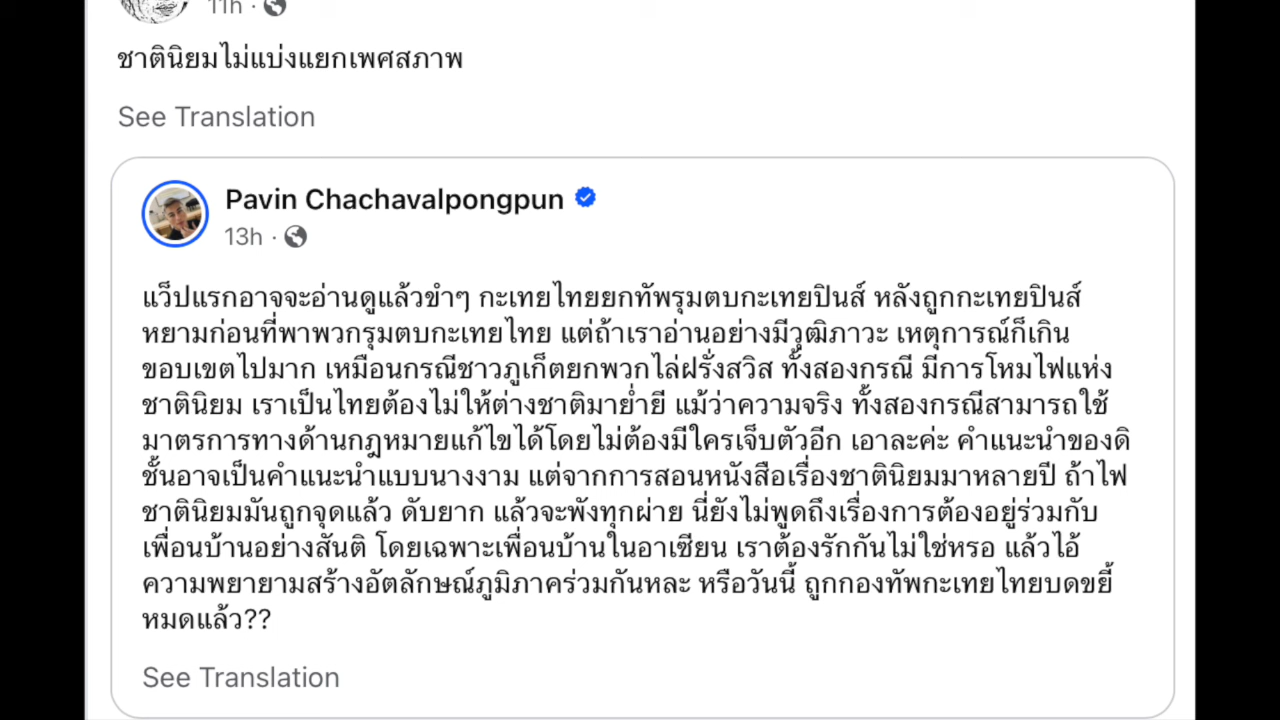 11h ·
ชาตินิยมไม่แบ่งแยกเพศสภาพ
See Translation
Pavin Chachavalpongpun
13h ·
แว็ปแรกอาจจะอ่านดูแล้วขำๆ กะเทยไทยยกทัพรุมตบกะเทยปินส์ หลังถูกกะเทยปินส์
หยามก่อนที่พาพวกรุมตบกะเทยไทย แต่ถ้าเราอ่านอย่างมีวุฒิภาวะ เหตุการณ์ก็เกิน
ขอบเขตไปมาก เหมือนกรณีชาวภูเก็ตยกพวกไล่ฝรั่งสวิส ทั้งสองกรณี มีการโหมไฟแห่ง
ชาตินิยม เราเป็นไทยต้องไม่ให้ต่างชาติมาย่ำยี แม้ว่าความจริง ทั้งสองกรณีสามารถใช้
มาตรการทางด้านกฎหมายแก้ไขได้โดยไม่ต้องมีใครเจ็บตัวอีก เอาละค่ะ คำแนะนำของดิ
ชั้นอาจเป็นคำแนะนำแบบนางงาม แต่จากการสอนหนังสือเรื่องชาตินิยมมาหลายปี ถ้าไฟ
ชาตินิยมมันถูกจุดแล้ว ดับยาก แล้วจะพังทุกฝ่าย นี่ยังไม่พูดถึงเรื่องการต้องอยู่ร่วมกับ
เพื่อนบ้านอย่างสันติ โดยเฉพาะเพื่อนบ้านในอาเซียน เราต้องรักกันไม่ใช่หรอ แล้วไอ้
ความพยายามสร้างอัตลักษณ์ภูมิภาคร่วมกันหละ หรือวันนี้ ถูกกองทัพกะเทยไทยบดขยี้
หมดแล้ว??
See Translation